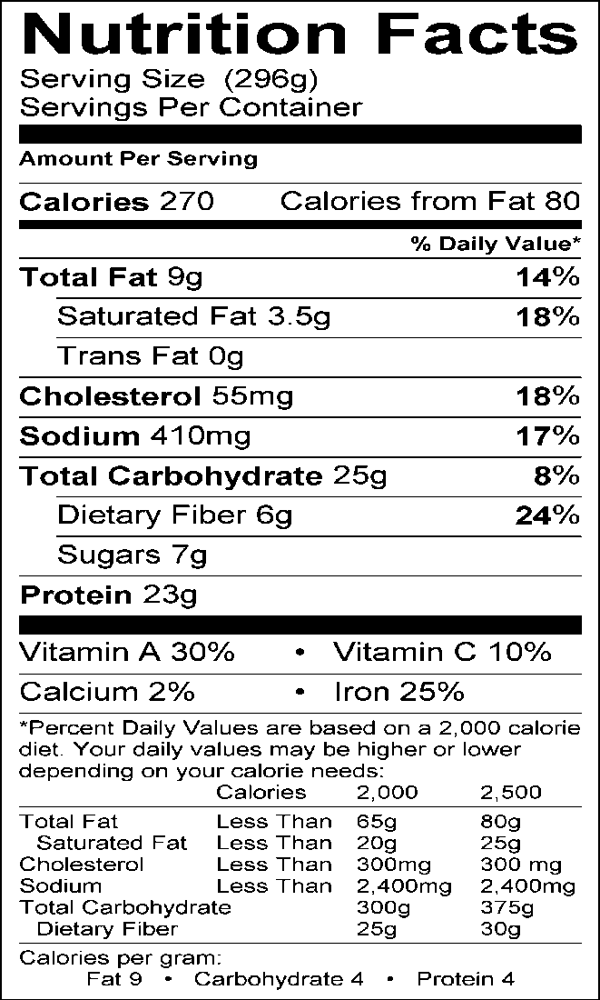 Nutrition Facts
Serving Size (296g)
Servings Per Container
Amount Per Serving
Calories 270 Calories from Fat 80
% Daily Value*
Total Fat 9g 14%
Saturated Fat 3.5g 18%
Trans Fat 0g
Cholesterol 55mg 18%
Sodium 410mg 17%
Total Carbohydrate 25g 8%
Dietary Fiber 6g 24%
Sugars 7g
Protein 23g
Vitamin A 30% • Vitamin C 10%
Calcium 2% • Iron 25%
*Percent Daily Values are based on a 2,000 calorie
diet. Your daily values may be higher or lower
depending on your calorie needs:
Calories 2,000 2,500
Total Fat Less Than 65g 80g
Saturated Fat Less Than 20g 25g
Cholesterol Less Than 300mg 300 mg
Sodium Less Than 2,400mg 2,400mg
Total Carbohydrate 300g 375g
Dietary Fiber 25g 30g
Calories per gram:
Fat 9 • Carbohydrate 4 • Protein 4